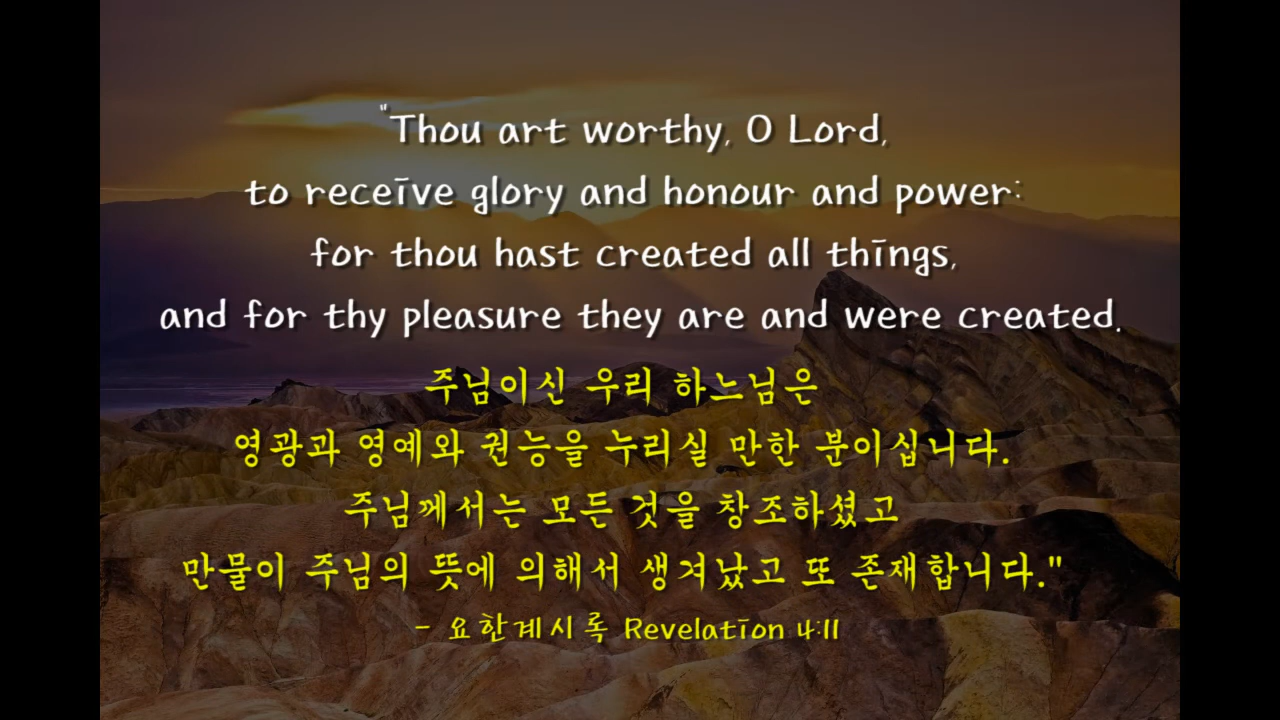 "Thou art worthy, O Lord,
to receive glory and honour and power:
for thou hast created all things,
and for thy pleasure they are and were created.
주님이신 우리 하느님은
영광과 영예와 권능을 누리실 만한 분이십니다.
주님께서는 모든 것을 창조하셨고
만물이 주님의 뜻에 의해서 생겨났고 또 존재합니다."
- 요한계시록 Revelation 4:11